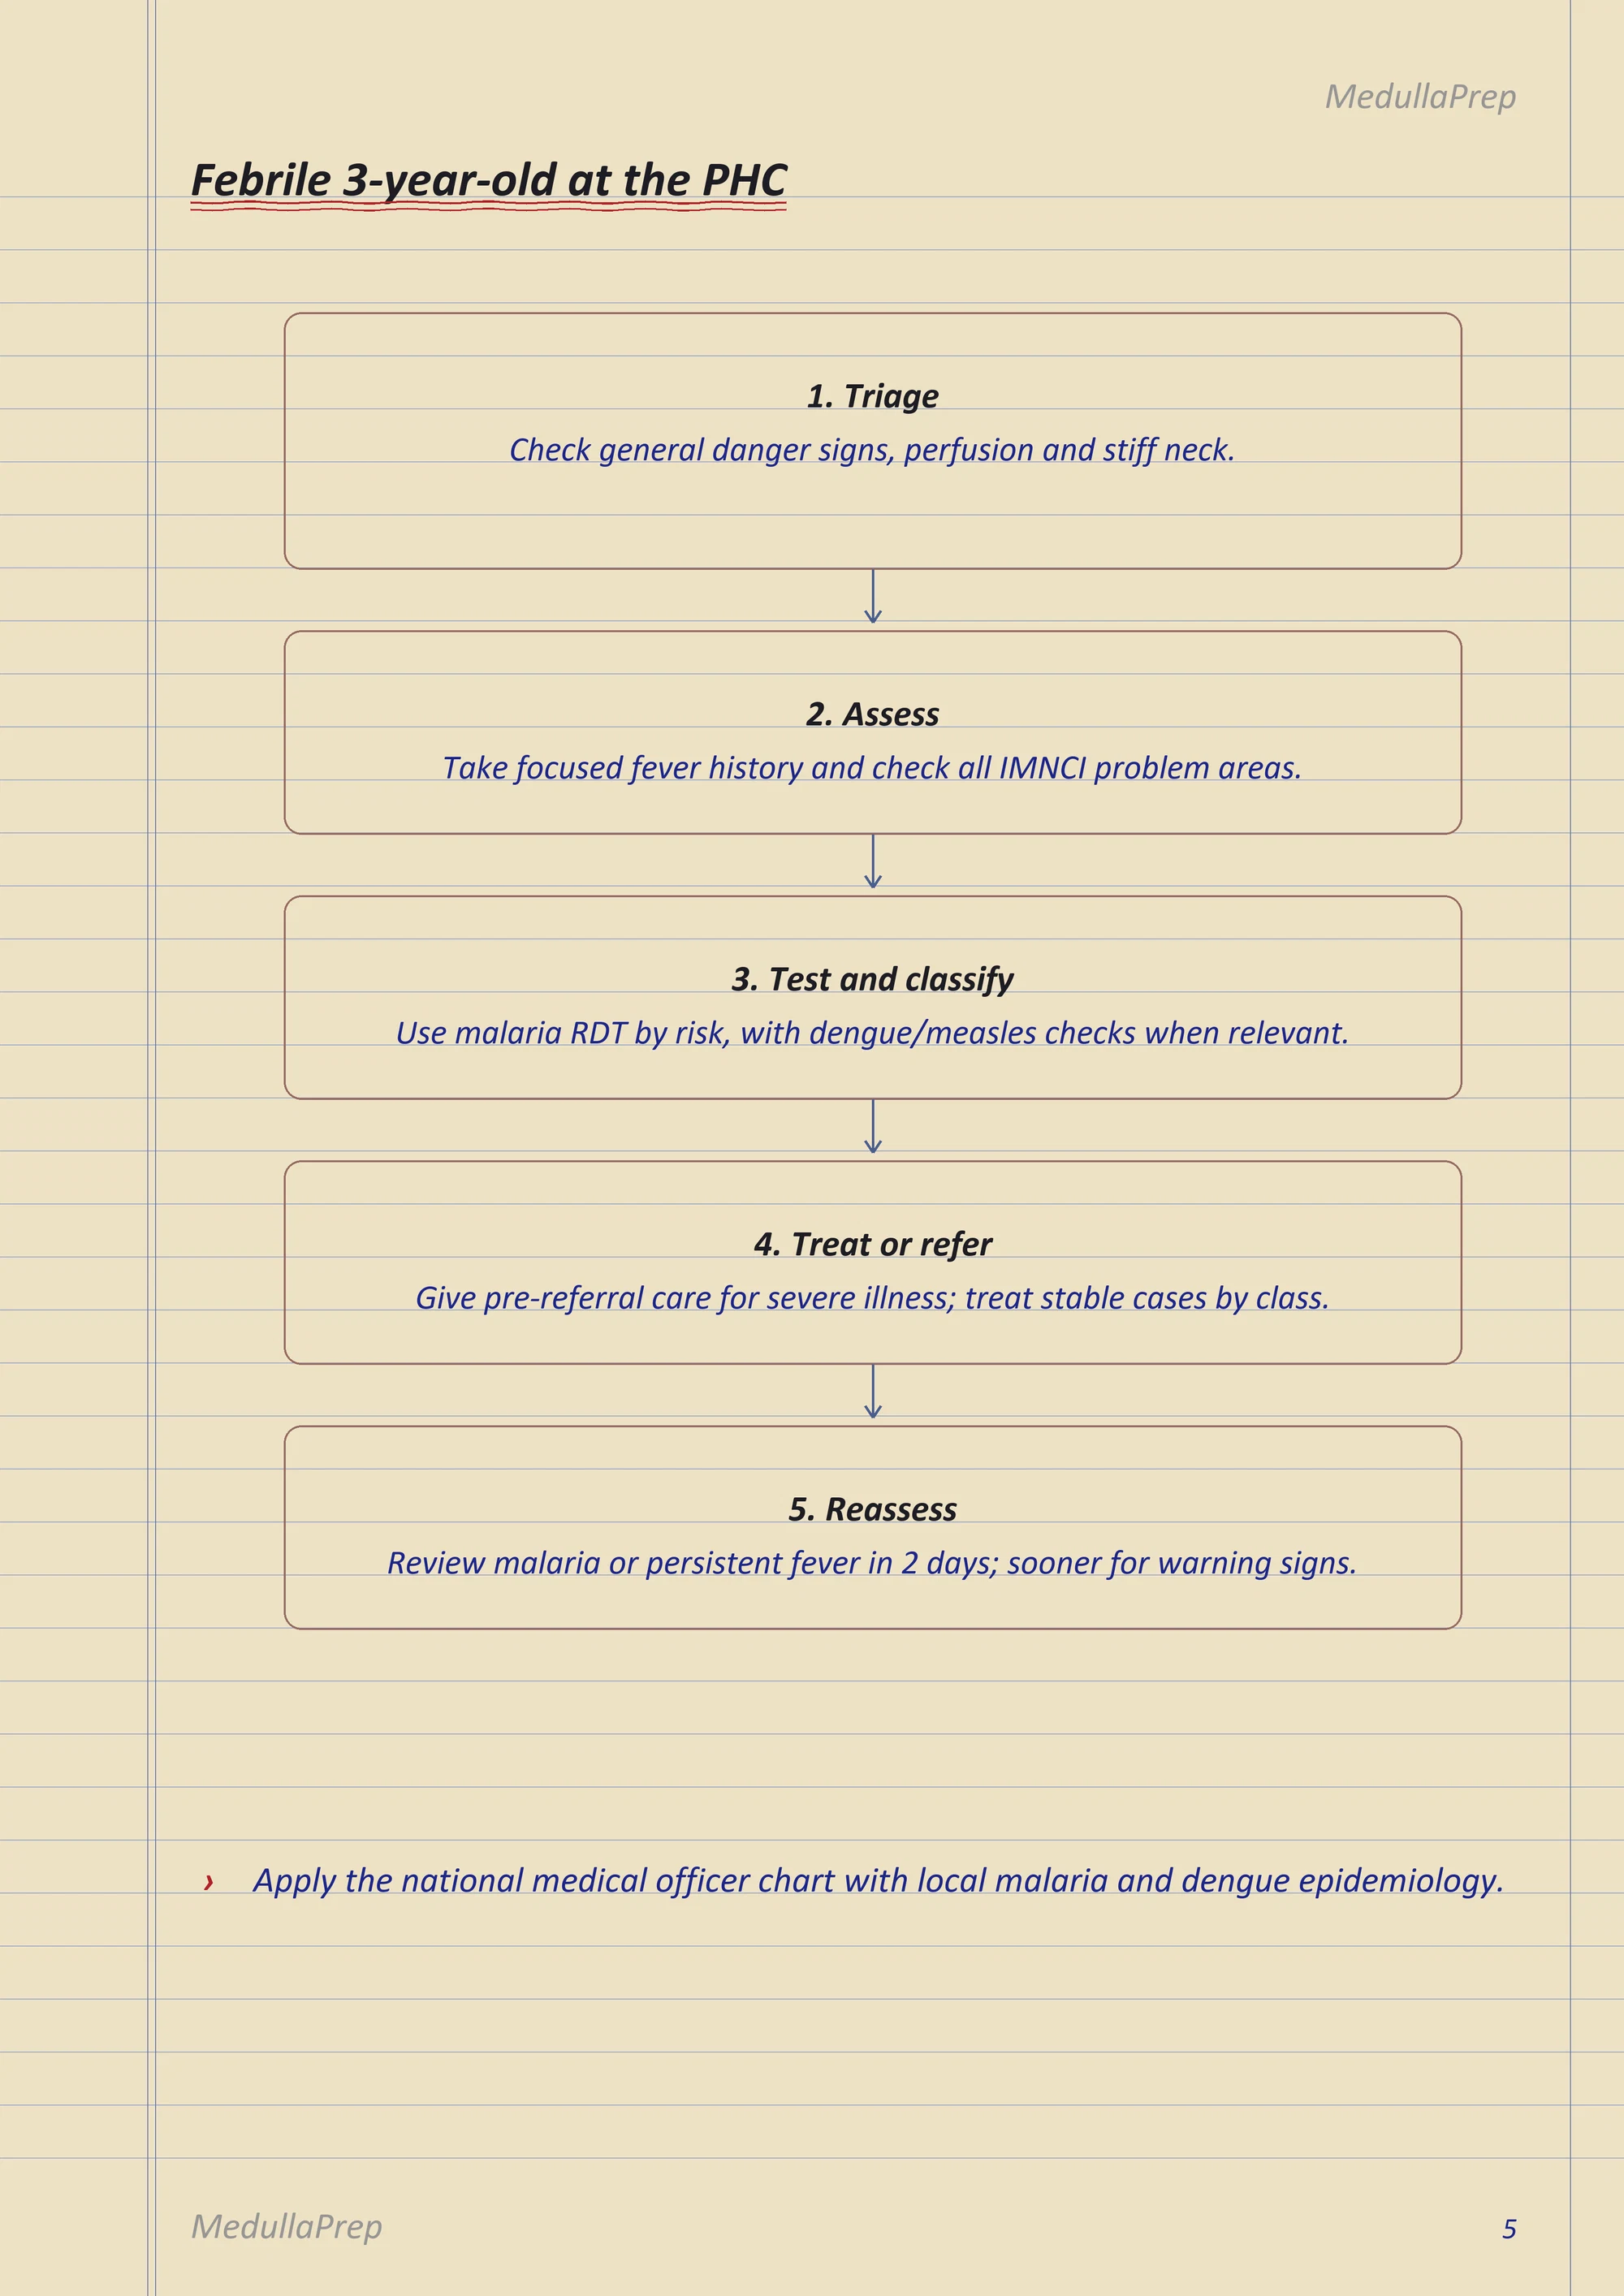 MedullaPrep
Febrile 3-year-old at the PHC
1. Triage
Check general danger signs, perfusion and stiff neck.
2. Assess
Take focused fever history and check all IMNCI problem areas.
3. Test and classify
Use malaria RDT by risk, with dengue/measles checks when relevant.
4. Treat or refer
Give pre-referral care for severe illness; treat stable cases by class.
5. Reassess
Review malaria or persistent fever in 2 days; sooner for warning signs.
› Apply the national medical officer chart with local malaria and dengue epidemiology.
MedullaPrep
5